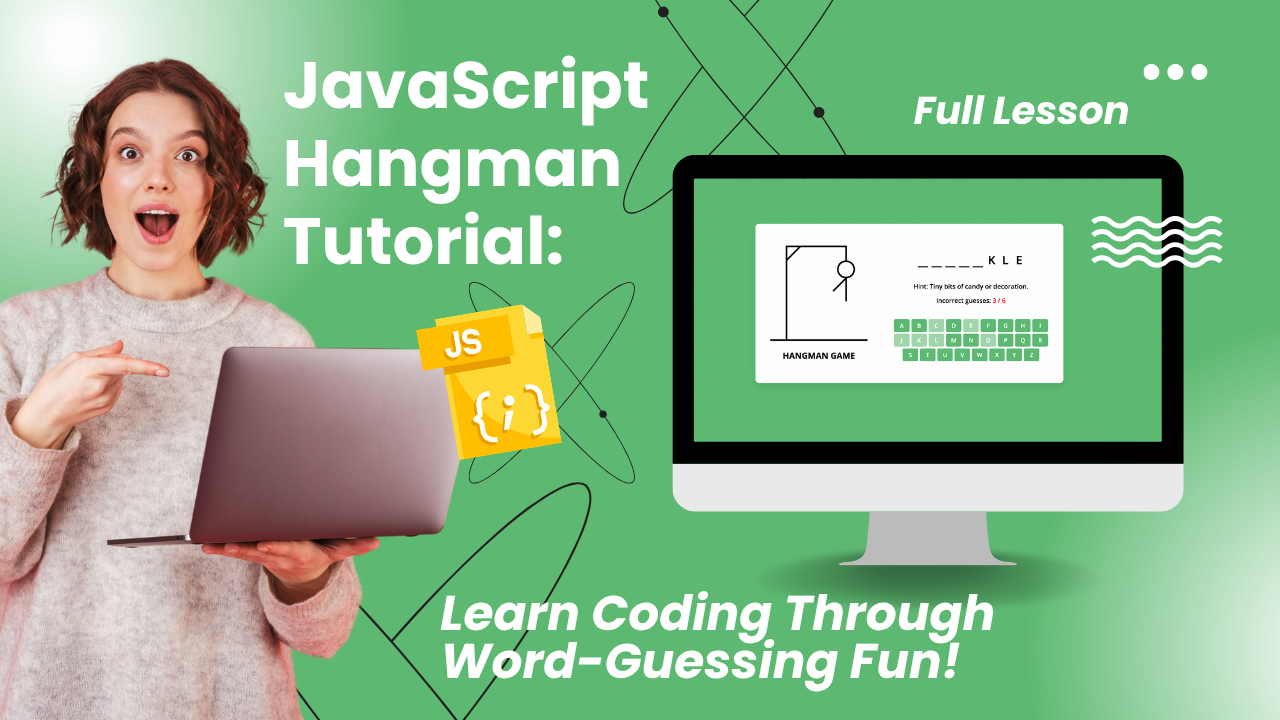 JavaScript
Hangman
Tutorial:
Full Lesson
JS
{ i }
_ _ _ _ _ K L E
Hint: Tiny bits of candy or decoration.
Incorrect guesses: 3 / 6
A B C D E F G H I
J K L M N O P Q R
S T U V W X Y Z
HANGMAN GAME
Learn Coding Through
Word-Guessing Fun!